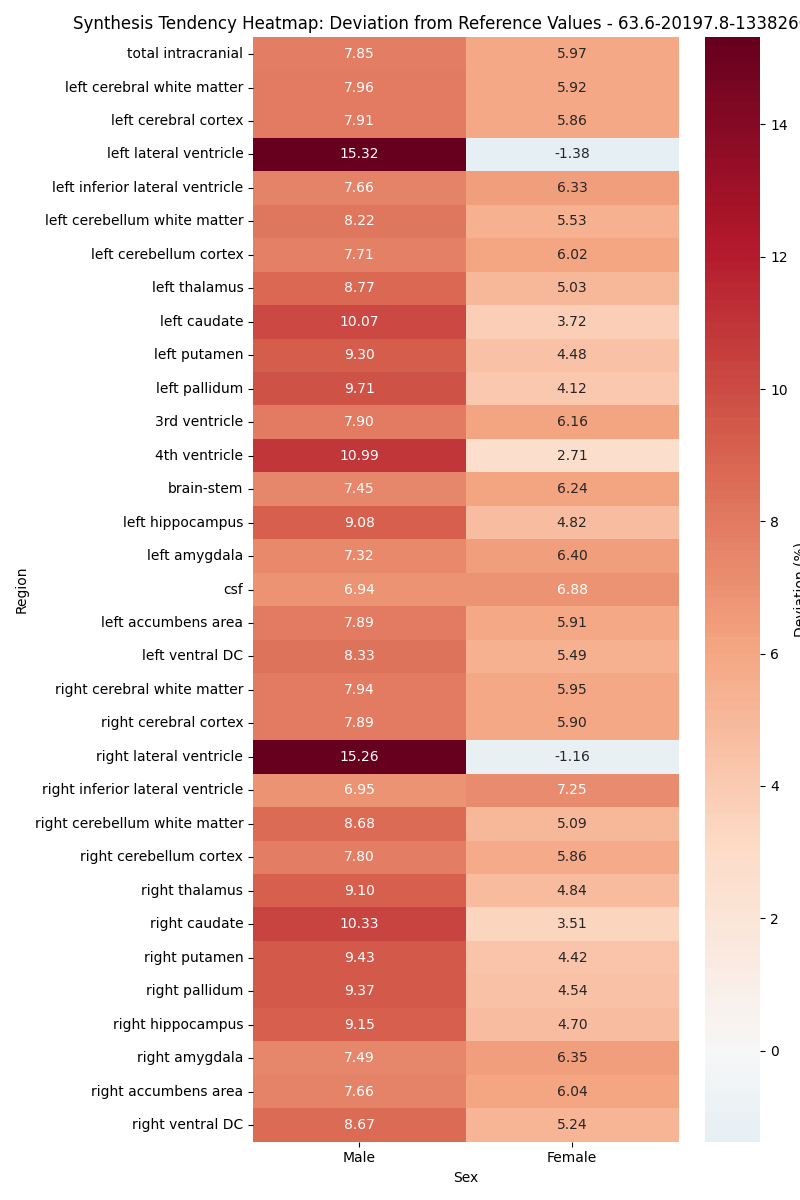 Synthesis Tendency Heatmap: Deviation from Reference Values - 63.6-20197.8-133826
total intracranial 7.85 5.97
left cerebral white matter 7.96 5.92
left cerebral cortex 7.91 5.86
left lateral ventricle 15.32 -1.38
left inferior lateral ventricle 7.66 6.33
left cerebellum white matter 8.22 5.53
left cerebellum cortex 7.71 6.02
left thalamus 8.77 5.03
left caudate 10.07 3.72
left putamen 9.30 4.48
left pallidum 9.71 4.12
3rd ventricle 7.90 6.16
4th ventricle 10.99 2.71
brain-stem 7.45 6.24
left hippocampus 9.08 4.82
left amygdala 7.32 6.40
csf 6.94 6.88
left accumbens area 7.89 5.91
left ventral DC 8.33 5.49
right cerebral white matter 7.94 5.95
right cerebral cortex 7.89 5.90
right lateral ventricle 15.26 -1.16
right inferior lateral ventricle 6.95 7.25
right cerebellum white matter 8.68 5.09
right cerebellum cortex 7.80 5.86
right thalamus 9.10 4.84
right caudate 10.33 3.51
right putamen 9.43 4.42
right pallidum 9.37 4.54
right hippocampus 9.15 4.70
right amygdala 7.49 6.35
right accumbens area 7.66 6.04
right ventral DC 8.67 5.24
Male Female
Sex
Region
14
12
10
8
6
4
2
0
Deviation (%)